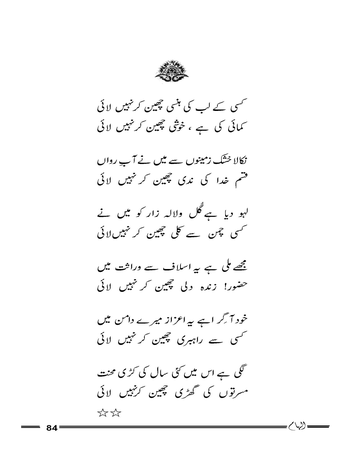 کسی کے لب کی ہنسی چھین کر نہیں لائی
کمائی کی ہے ، خوشی چھین کر نہیں لائی
نکالا خشک زمینوں سے میں نے آب رواں
قسم خدا کی ندی چھین کر نہیں لائی
لہو دیا ہے گُل و لالہ زار کو میں نے
کسی چمن سے کلی چھین کر نہیں لائی
مجھے ملی ہے یہ اسلاف سے وراثت میں
حضور! زندہ دلی چھین کر نہیں لائی
خود آ گِرا ہے یہ اعزاز میرے دامن میں
کسی سے راہبری چھین کر نہیں لائی
لگی ہے اس میں کئی سال کی کڑی محنت
مسرتوں کی گھڑی چھین کر نہیں لائی
☆☆
84